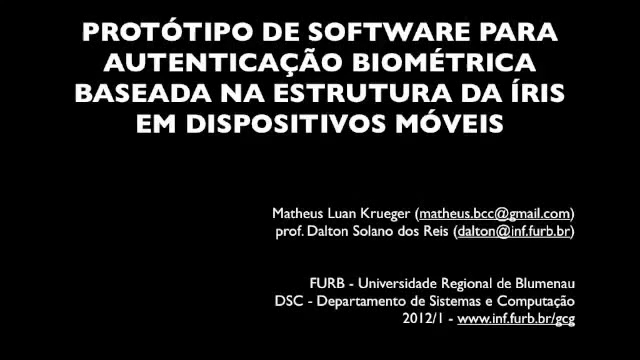 PROTÓTIPO DE SOFTWARE PARA
AUTENTICAÇÃO BIOMÉTRICA
BASEADA NA ESTRUTURA DA ÍRIS
EM DISPOSITIVOS MÓVEIS
Matheus Luan Krueger (matheus.bcc@gmail.com)
prof. Dalton Solano dos Reis (dalton@inf.furb.br)
FURB - Universidade Regional de Blumenau
DSC - Departamento de Sistemas e Computação
2012/1 - www.inf.furb.br/gcg